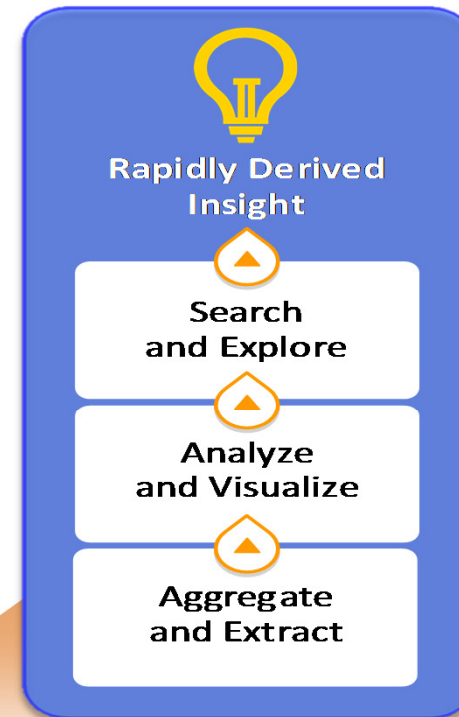 Rapidly Derived
Insight
Search
and Explore
Analyze
and Visualize
Aggregate
and Extract